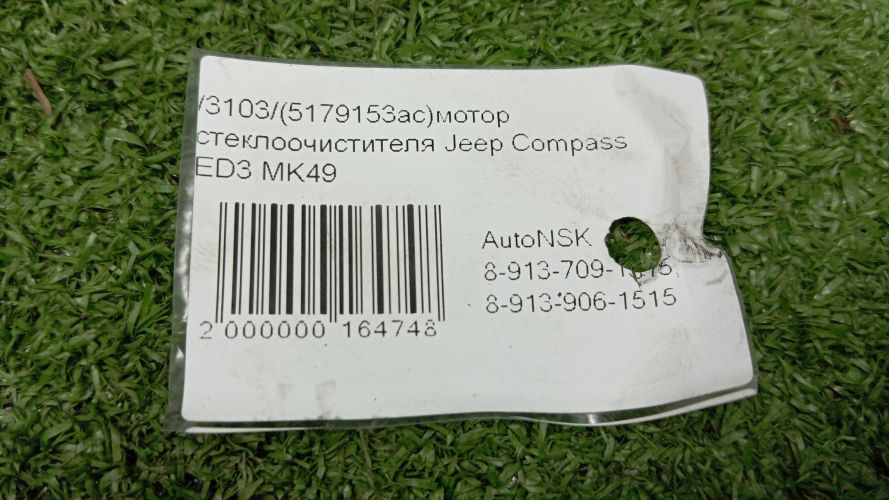 /3103/(5179153ac)мотор
стеклоочистителя Jeep Compass
ED3 MK49
AutoNSK
8-913-906-1515
2 000000 164748